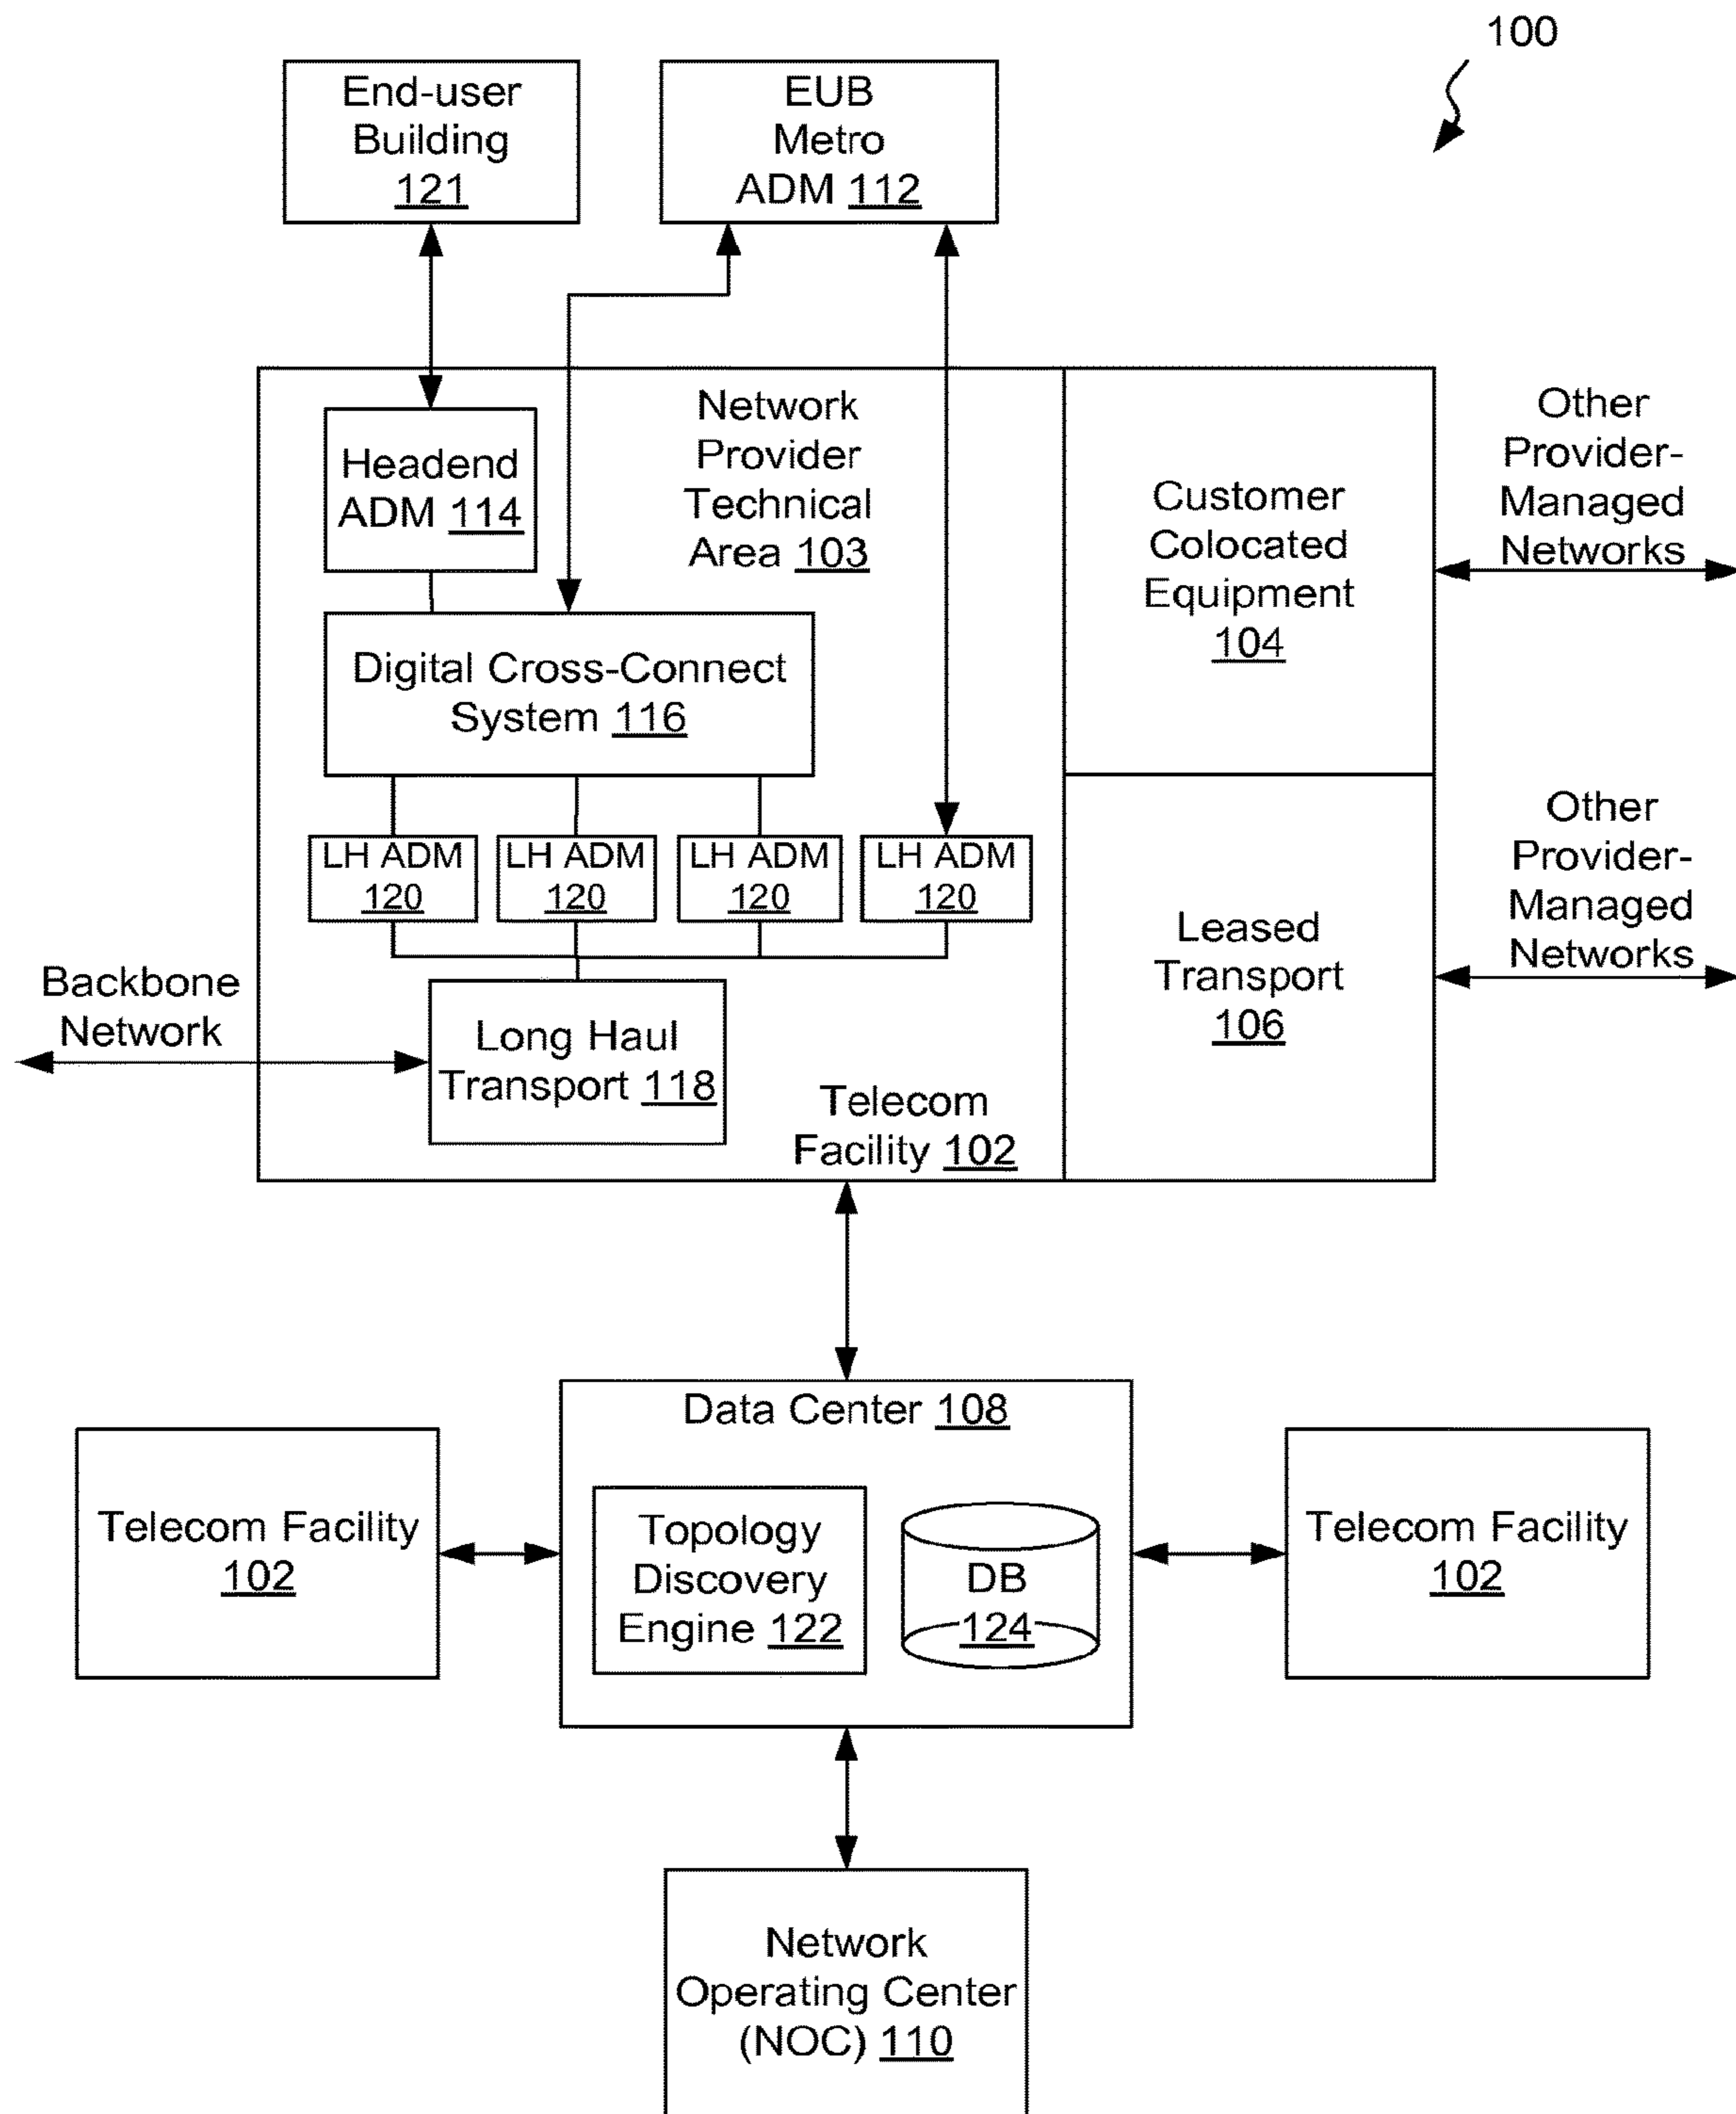 100
End-user
Building
121
EUB
Metro
ADM 112
Headend
ADM 114
Network
Provider
Technical
Area 103
Customer
Colocated
Equipment
104
Other
Provider-
Managed
Networks
Digital Cross-Connect
System 116
LH ADM
120
LH ADM
120
LH ADM
120
LH ADM
120
Leased
Transport
106
Other
Provider-
Managed
Networks
Backbone
Network
Long Haul
Transport 118
Telecom
Facility 102
Data Center 108
Telecom Facility
102
Topology
Discovery
Engine 122
DB
124
Telecom Facility
102
Network
Operating Center
(NOC) 110